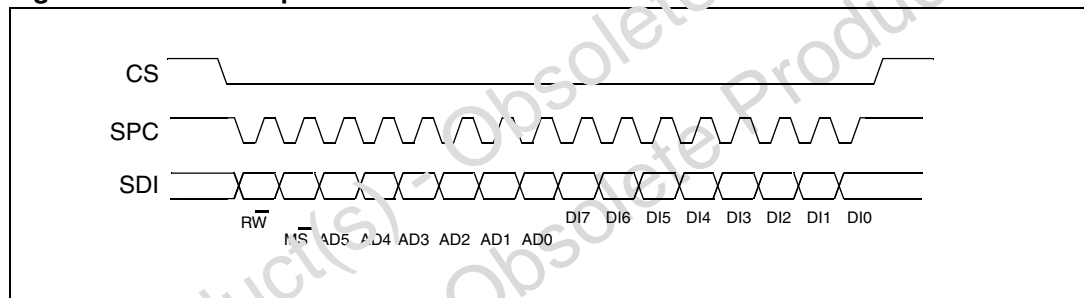 CS
SPC
SDI
RW
DI7 DI6 DI5 DI4 DI3 DI2 DI1 DI0
MS AD5 AD4 AD3 AD2 AD1 AD0
Obsolete Product(s) - Obsolete